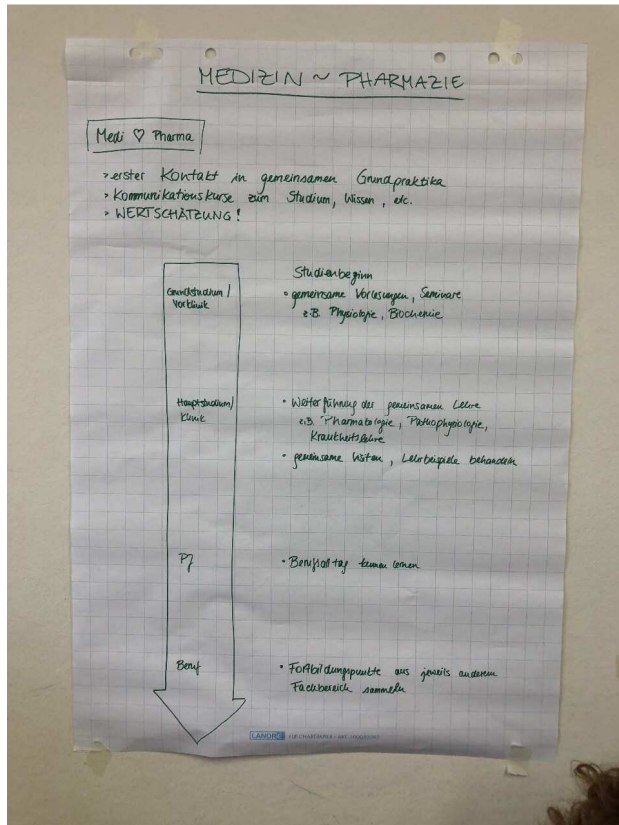 MEDIZIN ~ PHARMAZIE
Medi ♡ Pharma
> erster Kontakt in gemeinsamen Grundpraktika
> Kommunikationskurse zum Studium, Wissen, etc.
> WERTSCHÄTZUNG!
Studienbeginn
Grundstudium /
Vorklinik
• gemeinsame Vorlesungen, Seminare
z.B. Physiologie, Biochemie
Hauptstudium/
Klinik
• Weiterführung der gemeinsamen Lehre
z.B. Pharmakologie, Pathophysiologie,
Krankheitslehre
• gemeinsame Visiten, Lehrbeispiele behandeln
PJ
• Berufsalltag kennen lernen
Beruf
• Fortbildungspunkte aus jeweils anderem
Fachbereich sammeln
LANDRÉ